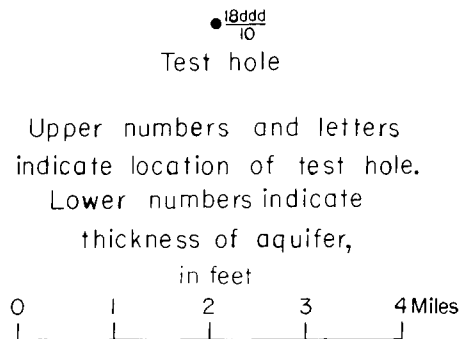 18ddd
10
Test hole
Upper numbers and letters
indicate location of test hole.
Lower numbers indicate
thickness of aquifer,
in feet
0 1 2 3 4 Miles